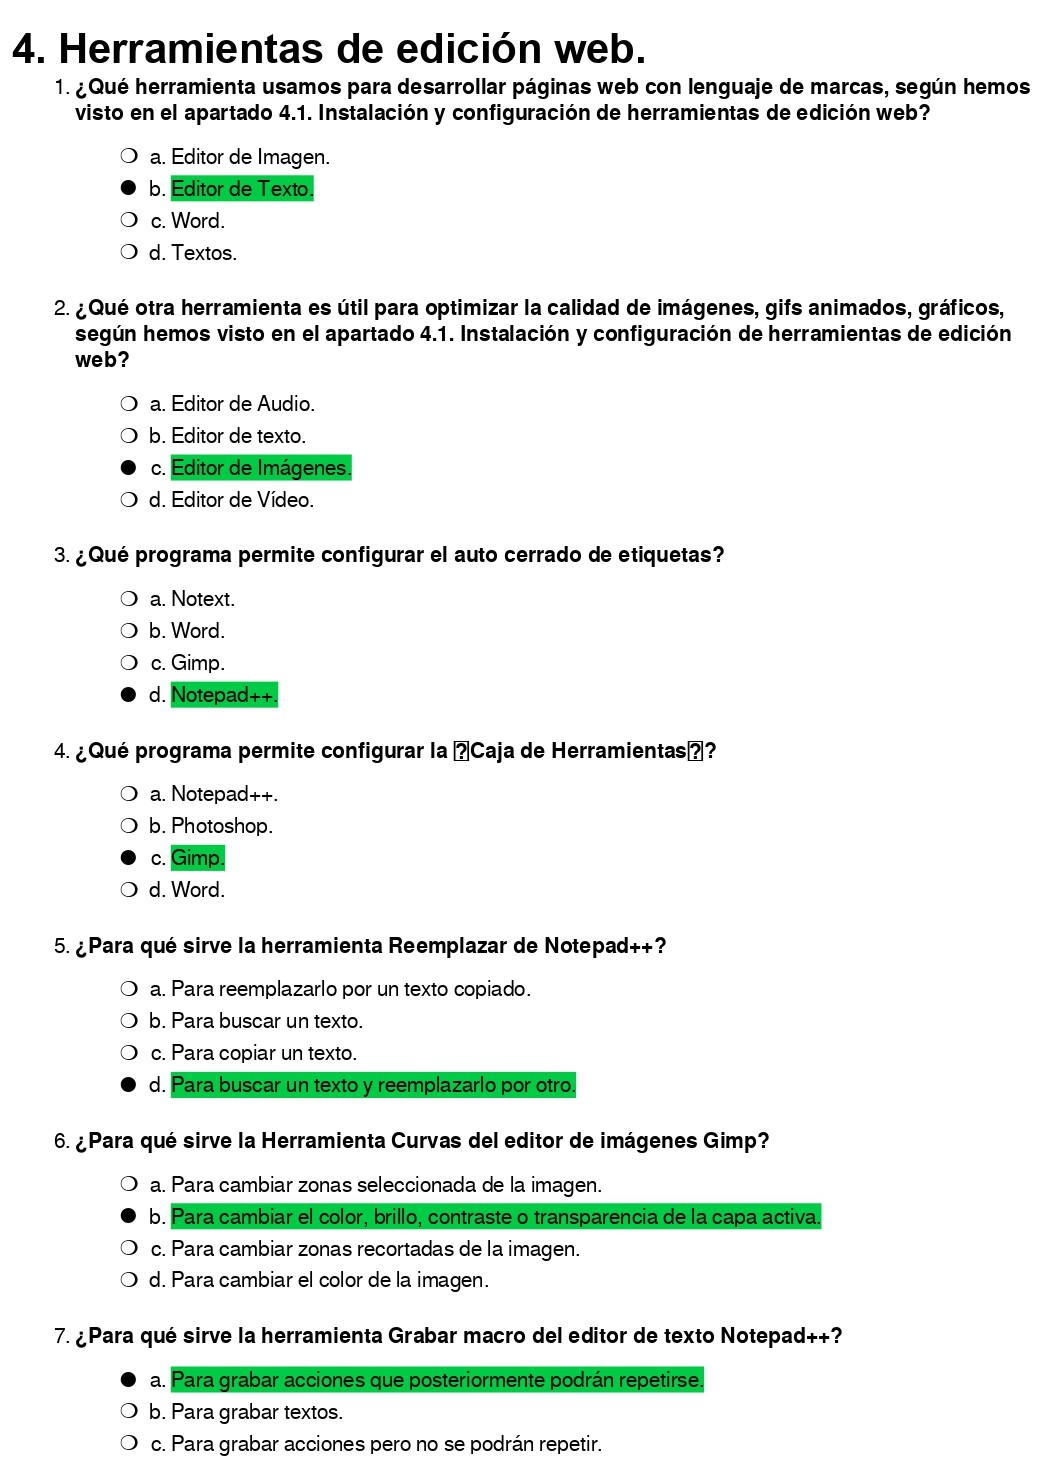 4. Herramientas de edición web.
1. ¿Qué herramienta usamos para desarrollar páginas web con lenguaje de marcas, según hemos
visto en el apartado 4.1. Instalación y configuración de herramientas de edición web?
a. Editor de Imagen.
b. Editor de Texto.
c. Word.
d. Textos.
2. ¿Qué otra herramienta es útil para optimizar la calidad de imágenes, gifs animados, gráficos,
según hemos visto en el apartado 4.1. Instalación y configuración de herramientas de edición
web?
a. Editor de Audio.
b. Editor de texto.
c. Editor de Imágenes.
d. Editor de Vídeo.
3. ¿Qué programa permite configurar el auto cerrado de etiquetas?
a. Notext.
b. Word.
c. Gimp.
d. Notepad++.
4. ¿Qué programa permite configurar la ⍰Caja de Herramientas⍰?
a. Notepad++.
b. Photoshop.
c. Gimp.
d. Word.
5. ¿Para qué sirve la herramienta Reemplazar de Notepad++?
a. Para reemplazarlo por un texto copiado.
b. Para buscar un texto.
c. Para copiar un texto.
d. Para buscar un texto y reemplazarlo por otro.
6. ¿Para qué sirve la Herramienta Curvas del editor de imágenes Gimp?
a. Para cambiar zonas seleccionada de la imagen.
b. Para cambiar el color, brillo, contraste o transparencia de la capa activa.
c. Para cambiar zonas recortadas de la imagen.
d. Para cambiar el color de la imagen.
7. ¿Para qué sirve la herramienta Grabar macro del editor de texto Notepad++?
a. Para grabar acciones que posteriormente podrán repetirse.
b. Para grabar textos.
c. Para grabar acciones pero no se podrán repetir.